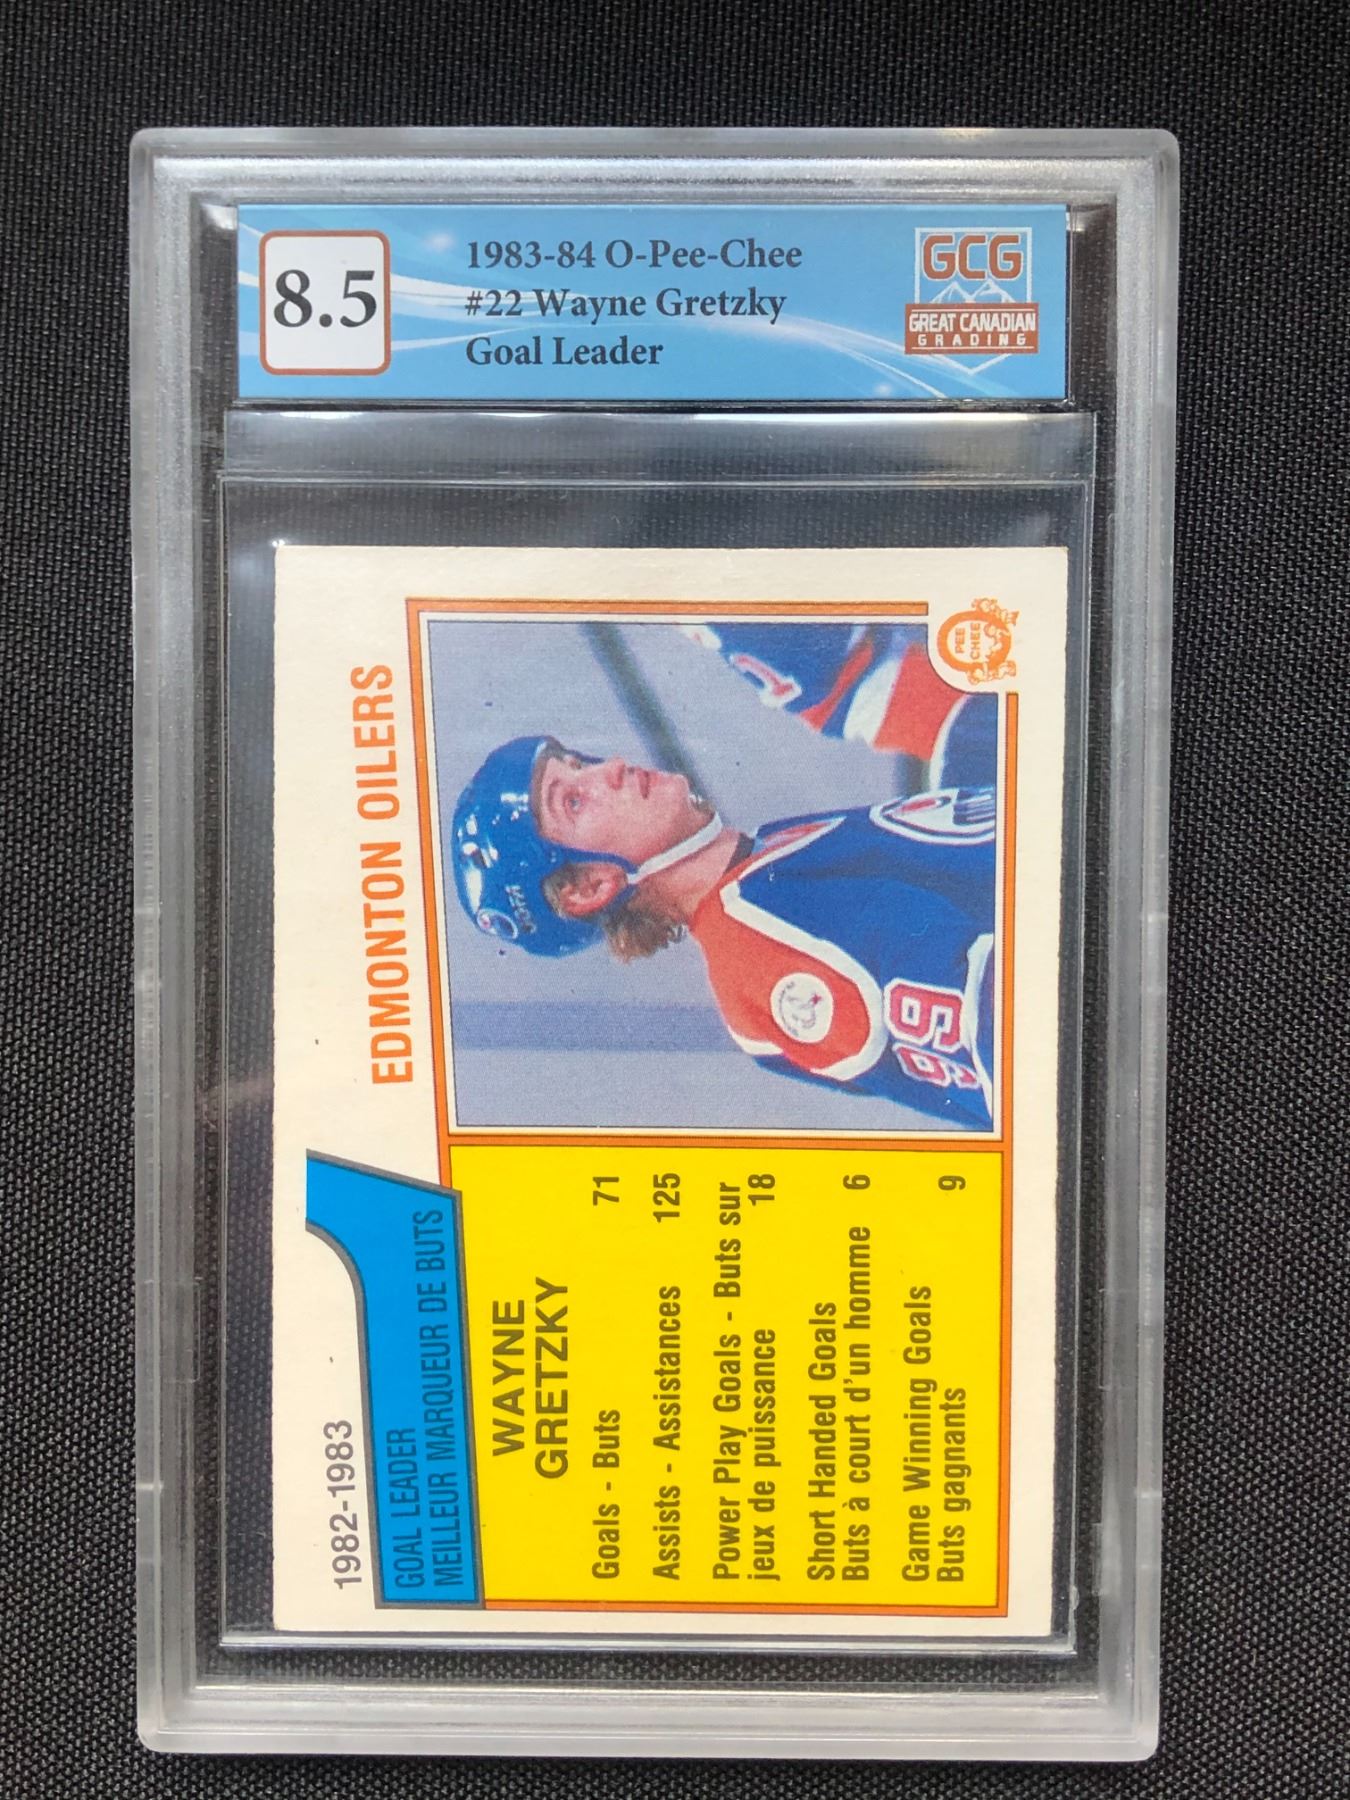 8.5
1983-84 O-Pee-Chee
#22 Wayne Gretzky
Goal Leader
GCG
GREAT CANADIAN
GRADING
1982-1983
GOAL LEADER
MEILLEUR MARQUEUR DE BUTS
EDMONTON OILERS
WAYNE
GRETZKY
Goals - Buts 71
Assists - Assistances 125
Power Play Goals - Buts sur
jeux de puissance 18
Short Handed Goals
Buts à court d'un homme 6
Game Winning Goals
Buts gagnants 9
99
PEE
CHEE